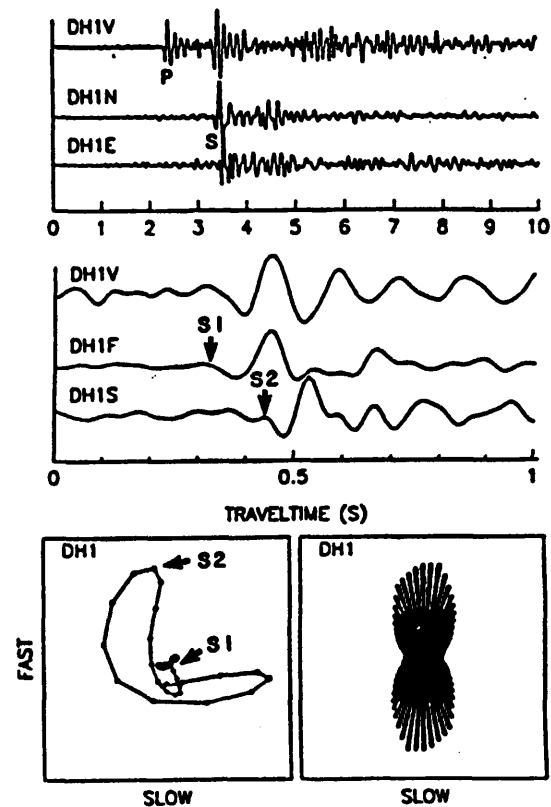 DH1V
P
DH1N
S
DH1E
0 1 2 3 4 5 6 7 8 9 10
DH1V
S1
DH1F
S2
DH1S
0 0.5 1
TRAVELTIME (S)
DH1 DH1
S2
S1
FAST
SLOW SLOW